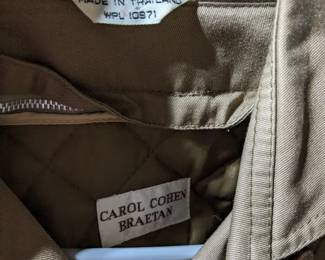 MADE IN THAILAND
WPL 10971
CAROL COHEN
BRAETAN